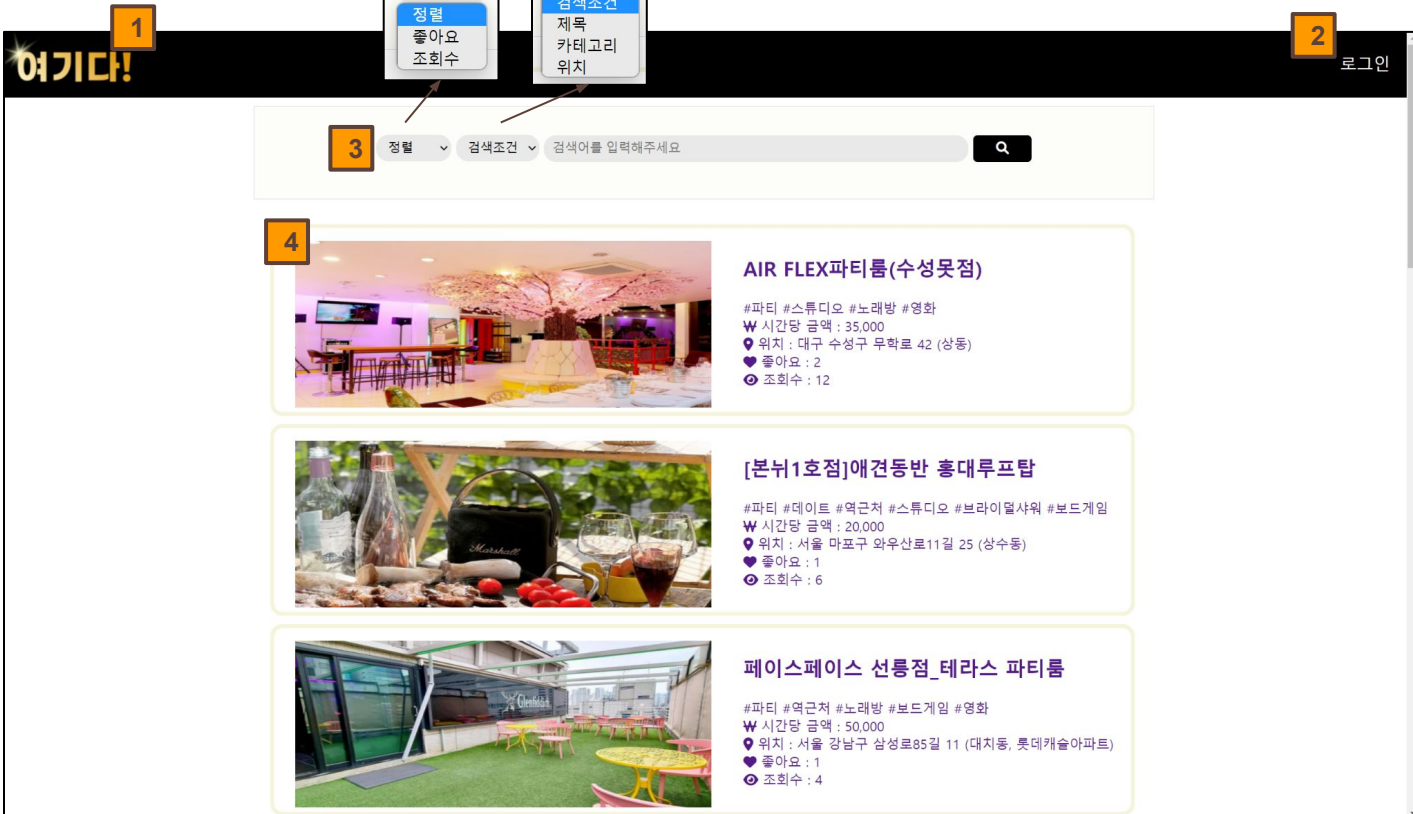 1
정렬
좋아요
조회수
검색조건
제목
카테고리
위치
2
여기다!
로그인
3
정렬
검색조건
검색어를 입력해주세요
4
AIR FLEX파티룸(수성못점)
#파티 #스튜디오 #노래방 #영화
₩ 시간당 금액 : 35,000
위치 : 대구 수성구 무학로 42 (상동)
좋아요 : 2
조회수 : 12
Marshall
[본뉘1호점]애견동반 홍대루프탑
#파티 #데이트 #역근처 #스튜디오 #브라이덜샤워 #보드게임
₩ 시간당 금액 : 20,000
위치 : 서울 마포구 와우산로11길 25 (상수동)
좋아요 : 1
조회수 : 6
Glenfiddich
페이스페이스 선릉점_테라스 파티룸
#파티 #역근처 #노래방 #보드게임 #영화
₩ 시간당 금액 : 50,000
위치 : 서울 강남구 삼성로85길 11 (대치동, 롯데캐슬아파트)
좋아요 : 1
조회수 : 4